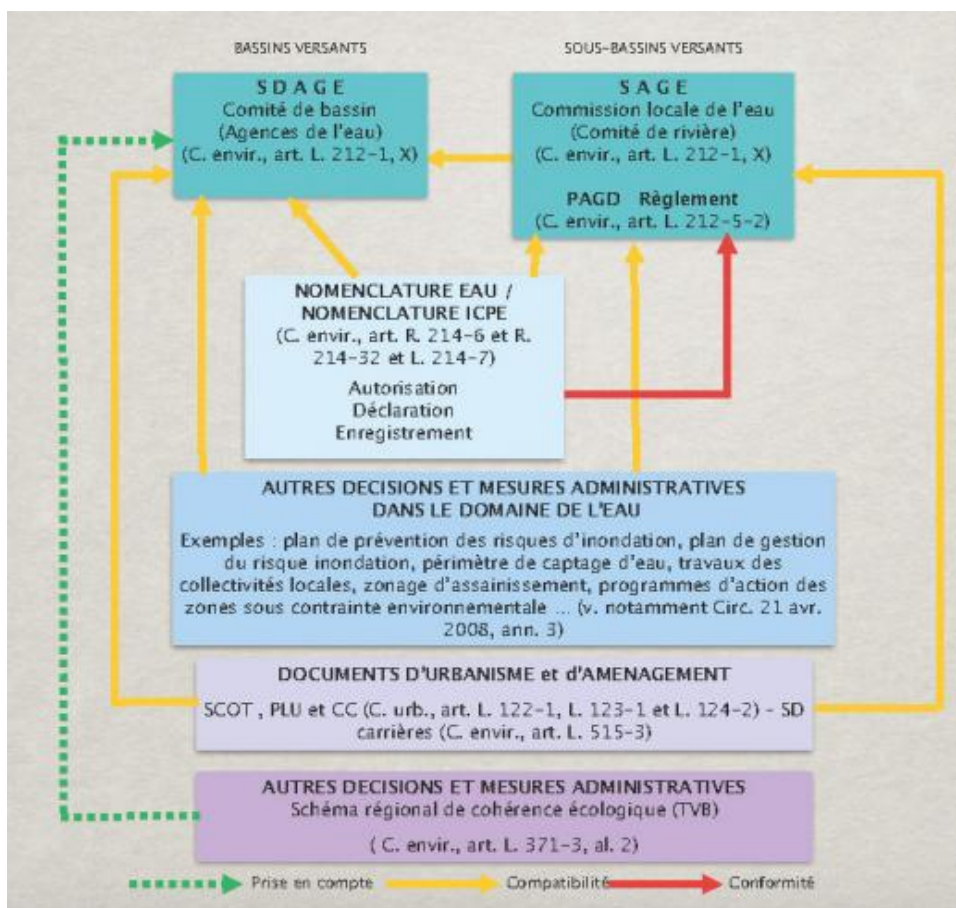 BASSINS VERSANTS
SOUS-BASSINS VERSANTS
SDAGE
Comité de bassin
(Agences de l'eau)
(C. envir., art. L. 212-1, X)
SAGE
Commission locale de l'eau
(Comité de rivière)
(C. envir., art. L. 212-1, X)
PAGD Règlement
(C. envir., art. L. 212-5-2)
NOMENCLATURE EAU /
NOMENCLATURE ICPE
(C. envir., art. R. 214-6 et R.
214-32 et L. 214-7)
Autorisation
Déclaration
Enregistrement
AUTRES DECISIONS ET MESURES ADMINISTRATIVES
DANS LE DOMAINE DE L'EAU
Exemples : plan de prévention des risques d'inondation, plan de gestion
du risque inondation, périmètre de captage d'eau, travaux des
collectivités locales, zonage d'assainissement, programmes d'action des
zones sous contrainte environnementale ... (v. notamment Circ. 21 avr.
2008, ann. 3)
DOCUMENTS D'URBANISME et d'AMENAGEMENT
SCOT , PLU et CC (C. urb., art. L. 122-1, L. 123-1 et L. 124-2) - SD
carrières (C. envir., art. L. 515-3)
AUTRES DECISIONS ET MESURES ADMINISTRATIVES
Schéma régional de cohérence écologique (TVB)
( C. envir., art. L. 371-3, al. 2)
Prise en compte
Compatibilité
Conformité